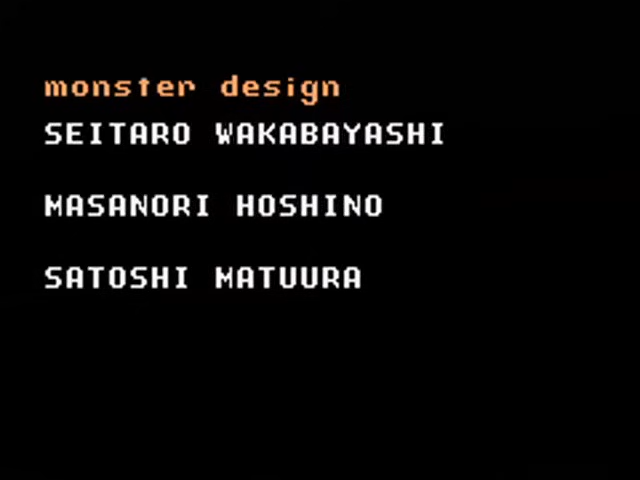 monster design
SEITARO WAKABAYASHI
MASANORI HOSHINO
SATOSHI MATUURA